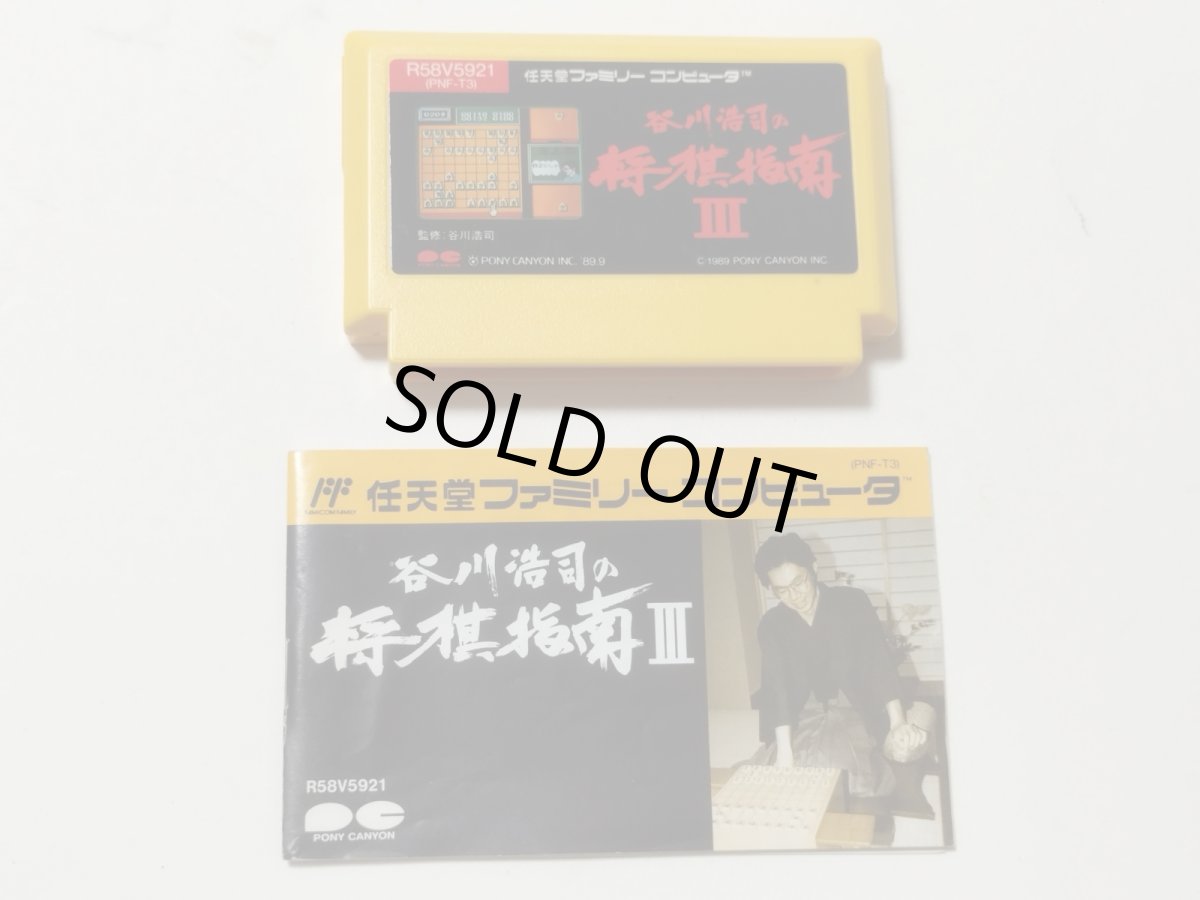 R58V5921
(PNF-T3)
任天堂ファミリー コンピュータ™
谷川浩司の
将棋指南
III
監修:谷川浩司
Ⓟ PONY CANYON INC. '89.9
C 1989 PONY CANYON INC.
SOLD OUT
(PNF-T3)
FAMICOM FAMILY
任天堂ファミリーコンピュータ™
谷川浩司の
将棋指南III
R58V5921
PONY CANYON